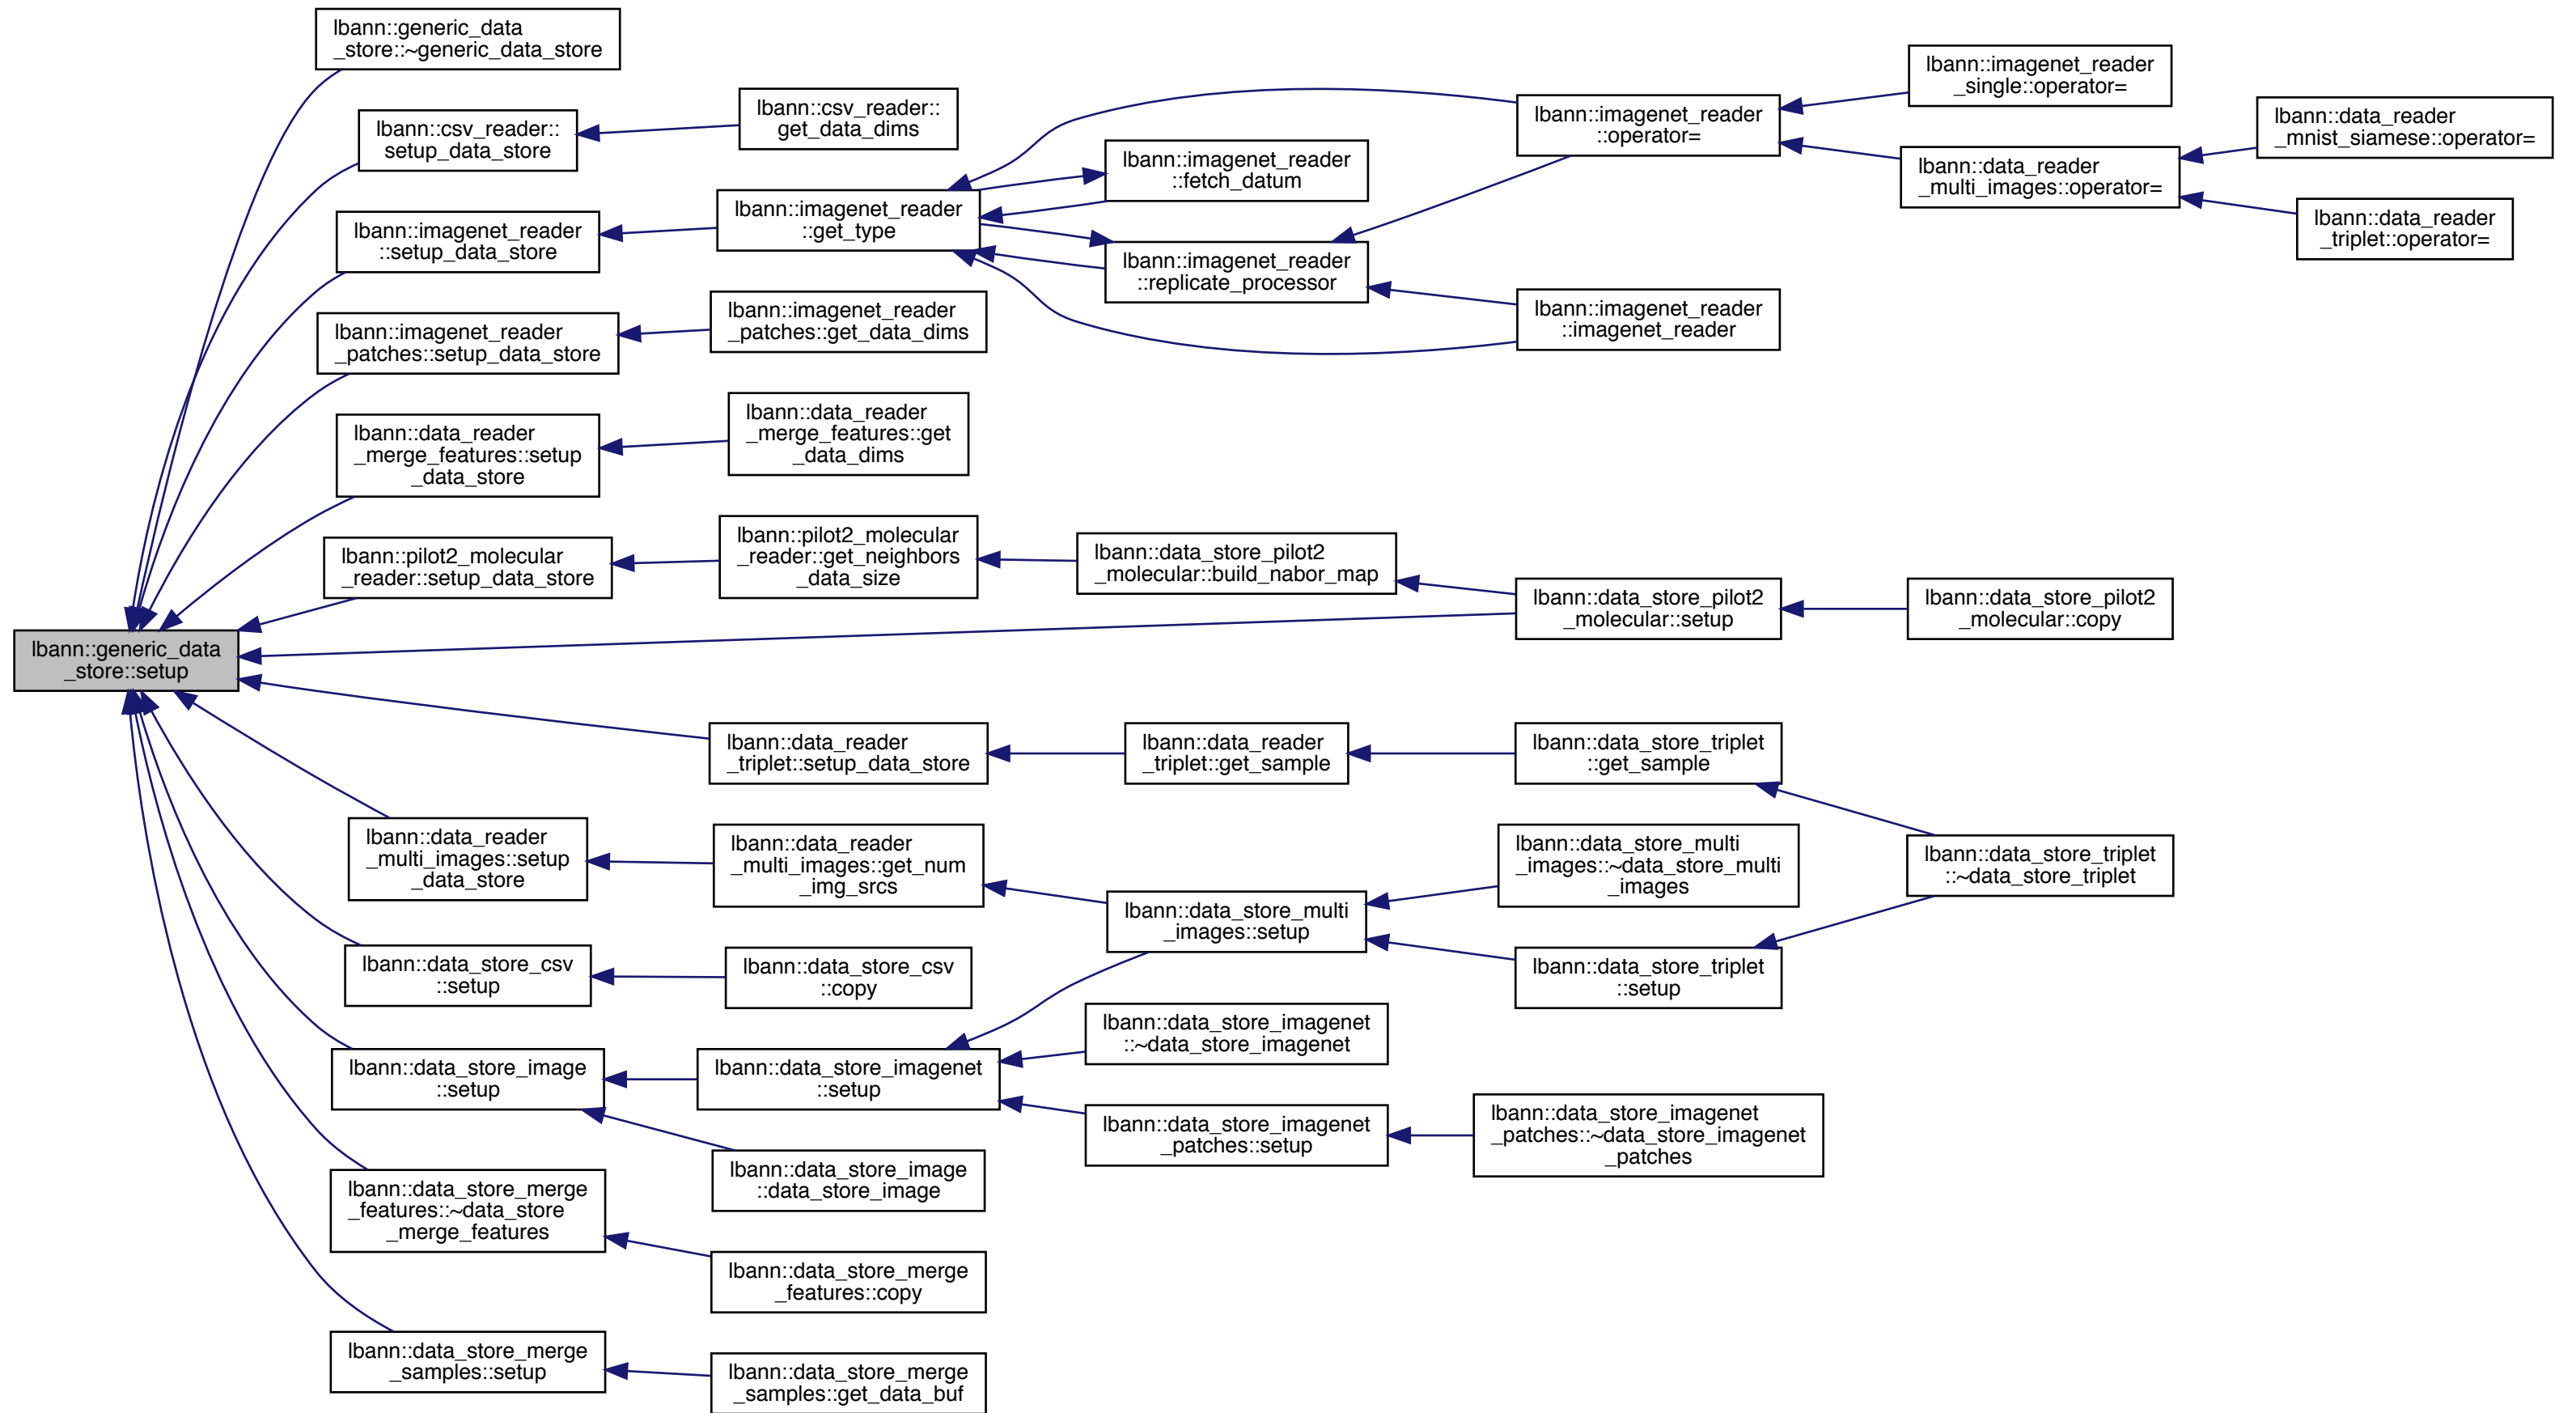 lbann::generic_data
_store::~generic_data_store
lbann::csv_reader::
setup_data_store
lbann::csv_reader::
get_data_dims
lbann::imagenet_reader
::setup_data_store
lbann::imagenet_reader
::get_type
lbann::imagenet_reader
::fetch_datum
lbann::imagenet_reader
::replicate_processor
lbann::imagenet_reader
::operator=
lbann::imagenet_reader
::imagenet_reader
lbann::imagenet_reader
_single::operator=
lbann::data_reader
_multi_images::operator=
lbann::data_reader
_mnist_siamese::operator=
lbann::data_reader
_triplet::operator=
lbann::imagenet_reader
_patches::setup_data_store
lbann::imagenet_reader
_patches::get_data_dims
lbann::data_reader
_merge_features::setup
_data_store
lbann::data_reader
_merge_features::get
_data_dims
lbann::pilot2_molecular
_reader::setup_data_store
lbann::pilot2_molecular
_reader::get_neighbors
_data_size
lbann::data_store_pilot2
_molecular::build_nabor_map
lbann::data_store_pilot2
_molecular::setup
lbann::data_store_pilot2
_molecular::copy
lbann::generic_data
_store::setup
lbann::data_reader
_triplet::setup_data_store
lbann::data_reader
_triplet::get_sample
lbann::data_store_triplet
::get_sample
lbann::data_reader
_multi_images::setup
_data_store
lbann::data_reader
_multi_images::get_num
_img_srcs
lbann::data_store_multi
_images::setup
lbann::data_store_multi
_images::~data_store_multi
_images
lbann::data_store_triplet
::setup
lbann::data_store_triplet
::~data_store_triplet
lbann::data_store_csv
::setup
lbann::data_store_csv
::copy
lbann::data_store_image
::setup
lbann::data_store_imagenet
::setup
lbann::data_store_imagenet
::~data_store_imagenet
lbann::data_store_imagenet
_patches::setup
lbann::data_store_imagenet
_patches::~data_store_imagenet
_patches
lbann::data_store_image
::data_store_image
lbann::data_store_merge
_features::~data_store
_merge_features
lbann::data_store_merge
_features::copy
lbann::data_store_merge
_samples::setup
lbann::data_store_merge
_samples::get_data_buf